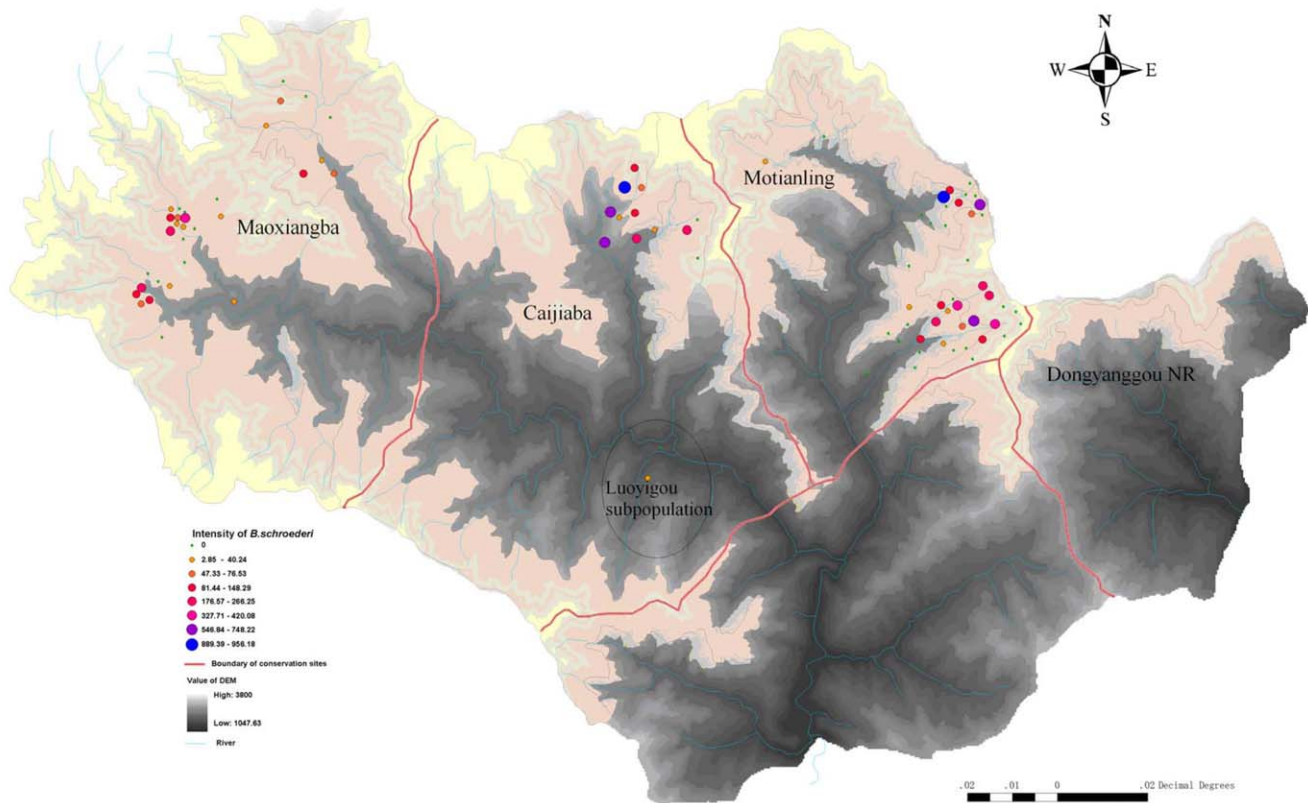 N
W E
S
Motianling
Maoxiangba
Caijiaba
Dongyanggou NR
Luoyigou
subpopulation
Intensity of B.schroederi
0
2.85 - 40.24
47.33 - 76.53
81.44 - 148.29
176.57 - 266.25
327.71 - 420.08
546.84 - 748.22
889.39 - 956.18
Boundary of conservation sites
Value of DEM
High: 3800
Low: 1047.63
River
.02 .01 0 .02 Decimal Degrees